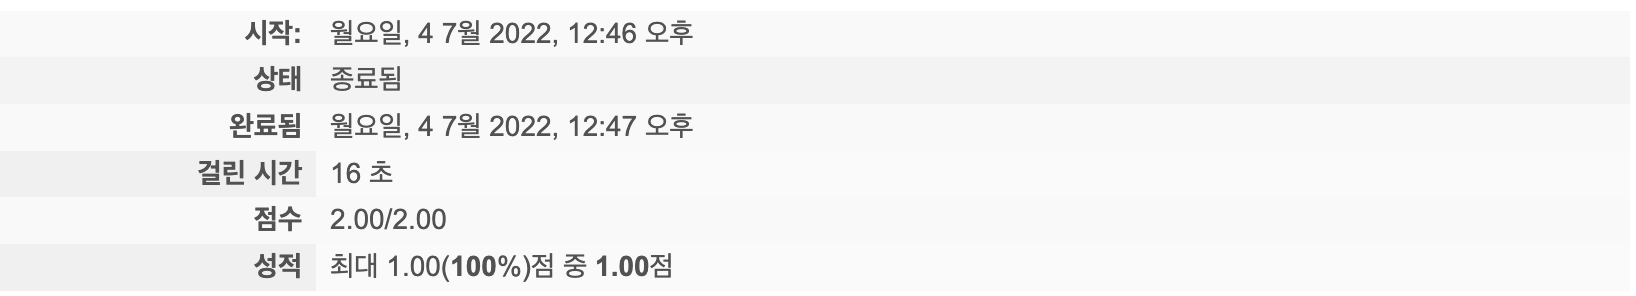 시작: 월요일, 4 7월 2022, 12:46 오후
상태 종료됨
완료됨 월요일, 4 7월 2022, 12:47 오후
걸린 시간 16 초
점수 2.00/2.00
성적 최대 1.00(100%)점 중 1.00점